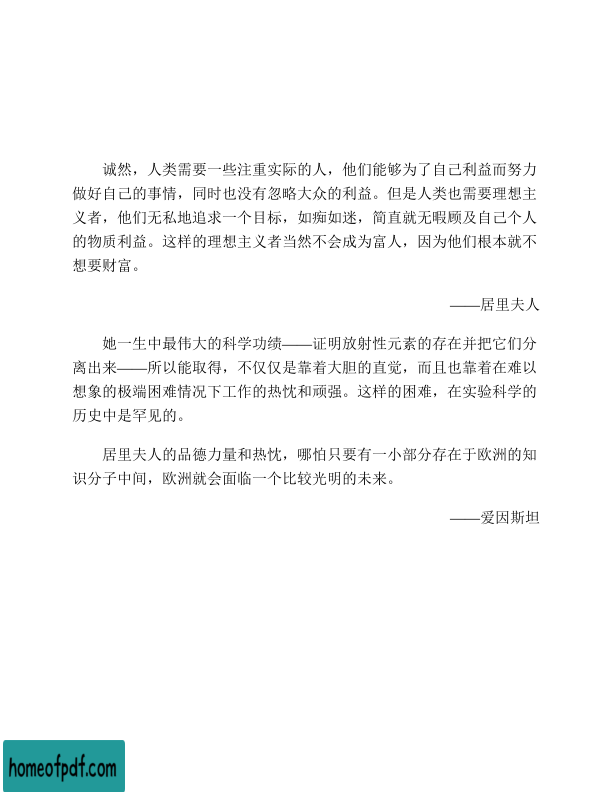 诚然，人类需要一些注重实际的人，他们能够为了自己利益而努力
做好自己的事情，同时也没有忽略大众的利益。但是人类也需要理想主
义者，他们无私地追求一个目标，如痴如迷，简直就无暇顾及自己个人
的物质利益。这样的理想主义者当然不会成为富人，因为他们根本就不
想要财富。
——居里夫人
她一生中最伟大的科学功绩——证明放射性元素的存在并把它们分
离出来——所以能取得，不仅仅是靠着大胆的直觉，而且也靠着在难以
想象的极端困难情况下工作的热忱和顽强。这样的困难，在实验科学的
历史中是罕见的。
居里夫人的品德力量和热忱，哪怕只要有一小部分存在于欧洲的知
识分子中间，欧洲就会面临一个比较光明的未来。
——爱因斯坦
homeofpdf.com